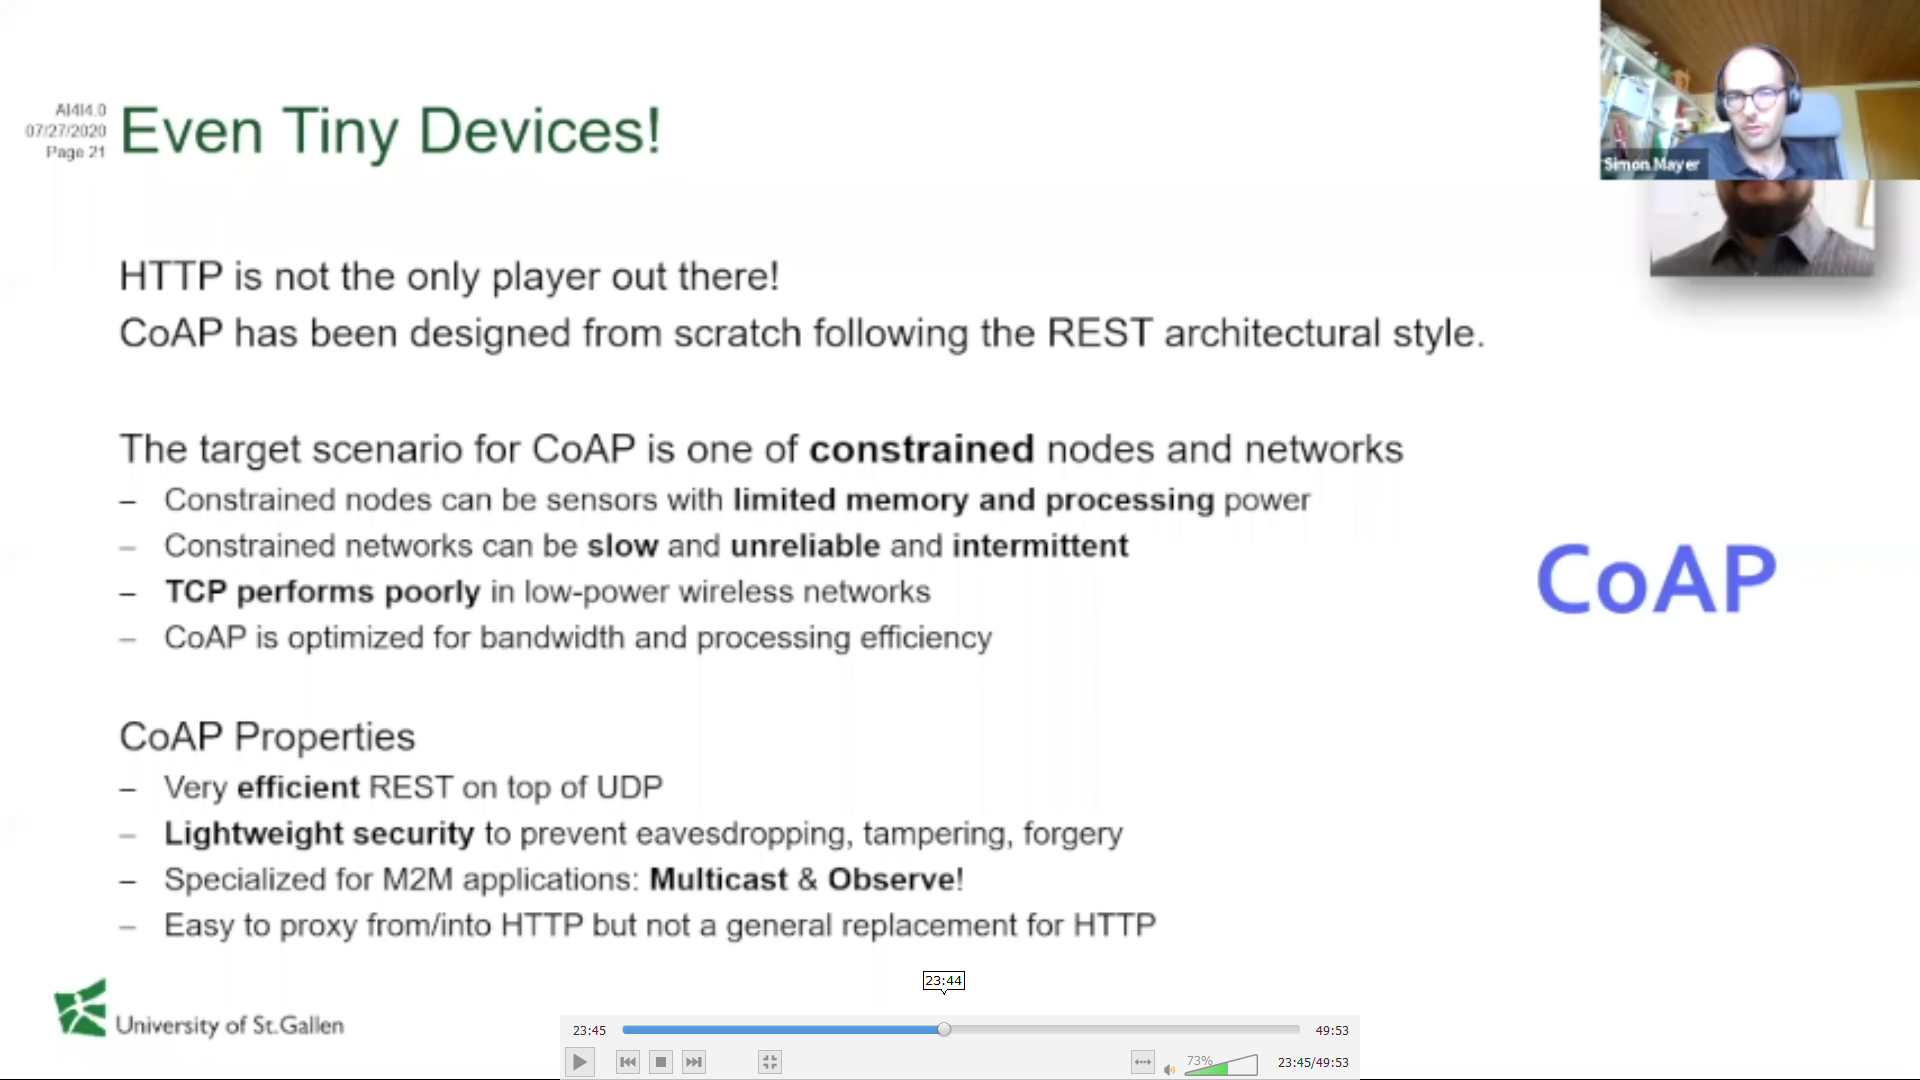 AI4I4.0
07/27/2020
Page 21
Even Tiny Devices!
Simon Mayer
HTTP is not the only player out there!
CoAP has been designed from scratch following the REST architectural style.
The target scenario for CoAP is one of constrained nodes and networks
– Constrained nodes can be sensors with limited memory and processing power
– Constrained networks can be slow and unreliable and intermittent
– TCP performs poorly in low-power wireless networks
– CoAP is optimized for bandwidth and processing efficiency
CoAP
CoAP Properties
– Very efficient REST on top of UDP
– Lightweight security to prevent eavesdropping, tampering, forgery
– Specialized for M2M applications: Multicast & Observe!
– Easy to proxy from/into HTTP but not a general replacement for HTTP
University of St.Gallen
23:44
23:45
49:53
73%
23:45/49:53